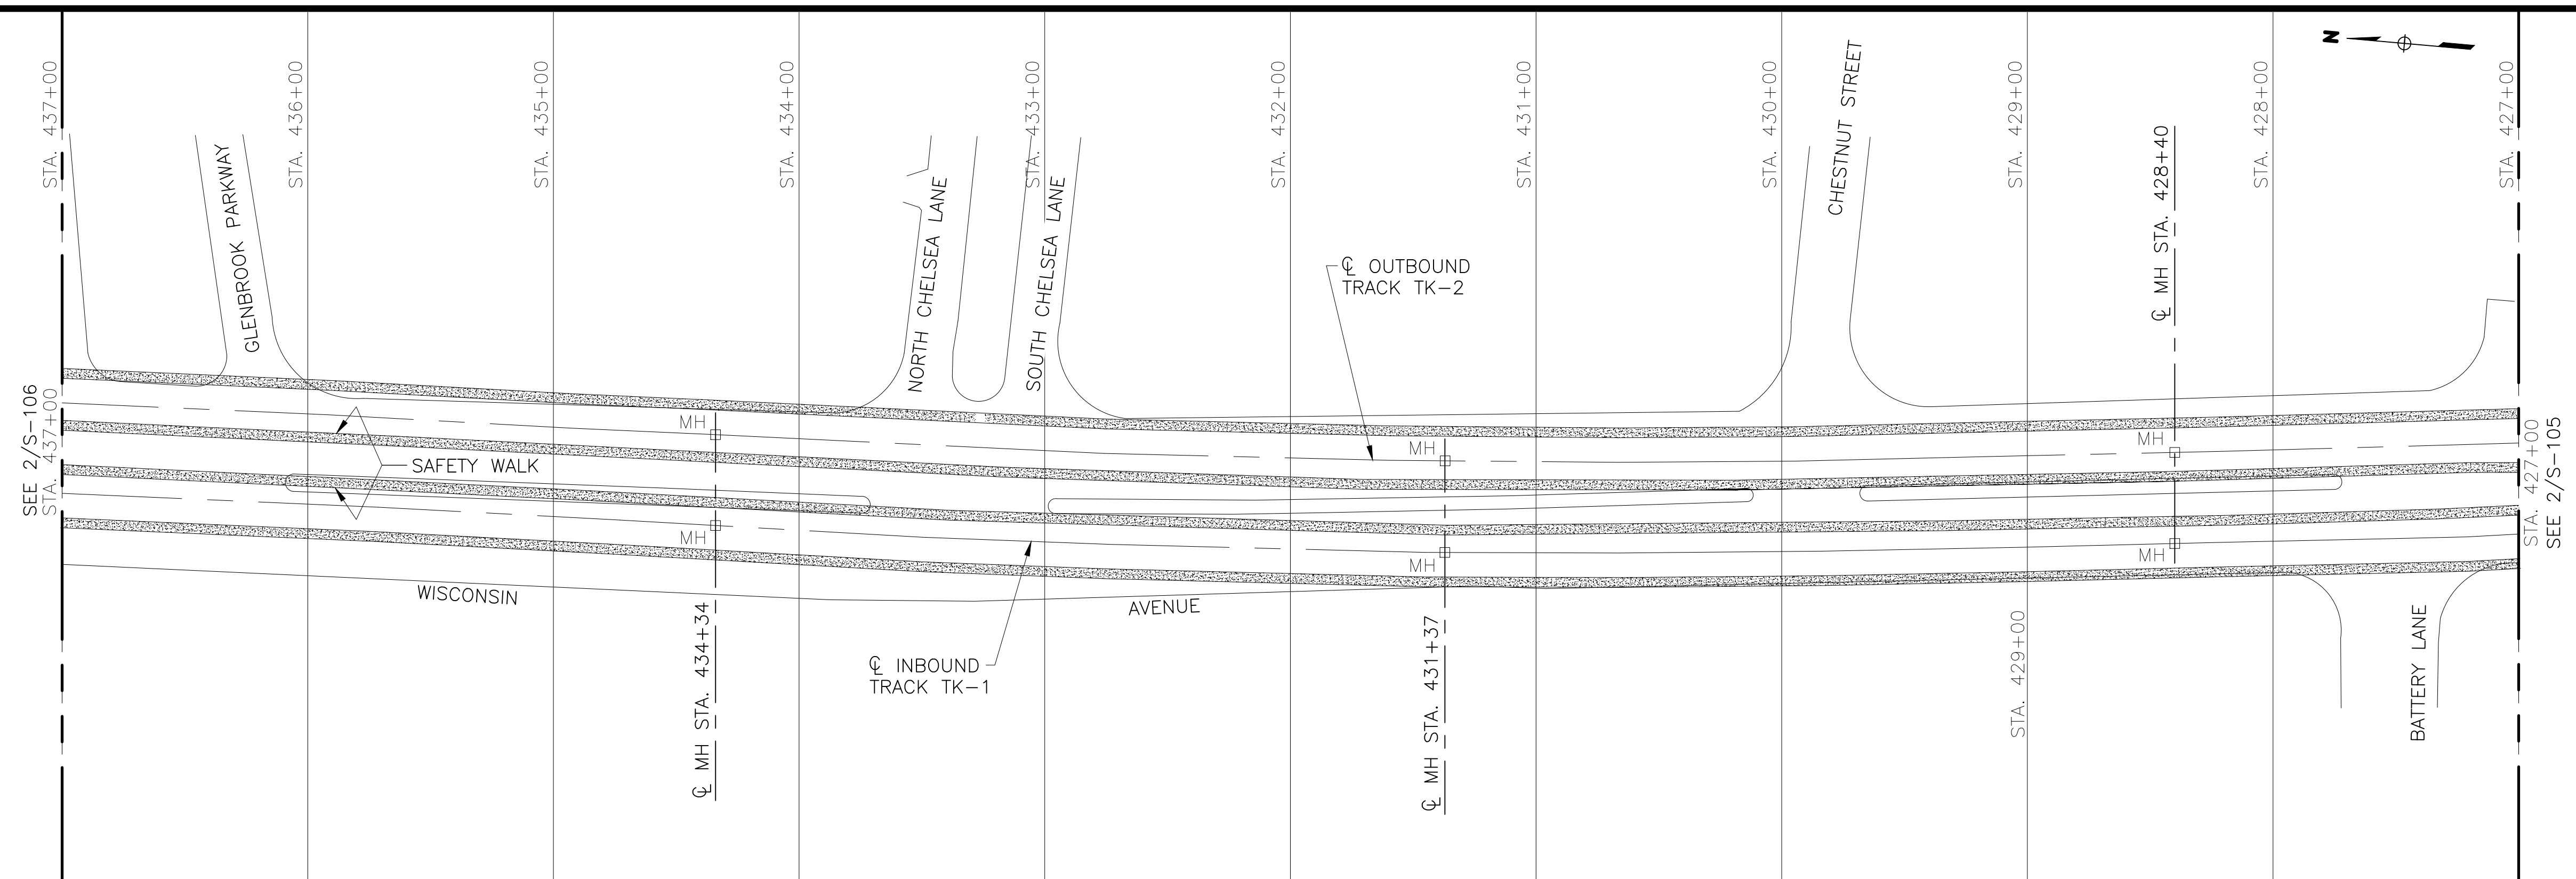 N
STA. 437+00
STA. 436+00
STA. 435+00
STA. 434+00
STA. 433+00
STA. 432+00
STA. 431+00
STA. 430+00
STA. 429+00
STA. 428+00
STA. 427+00
GLENBROOK PARKWAY
NORTH CHELSEA LANE
SOUTH CHELSEA LANE
CHESTNUT STREET
℄ MH STA. 428+40
℄ OUTBOUND
TRACK TK-2
SEE 2/S-106
STA. 437+00
MH
MH
MH
SAFETY WALK
MH
MH
MH
STA. 427+00
SEE 2/S-105
WISCONSIN
AVENUE
℄ MH STA. 434+34
℄ INBOUND
TRACK TK-1
℄ MH STA. 431+37
STA. 429+00
BATTERY LANE